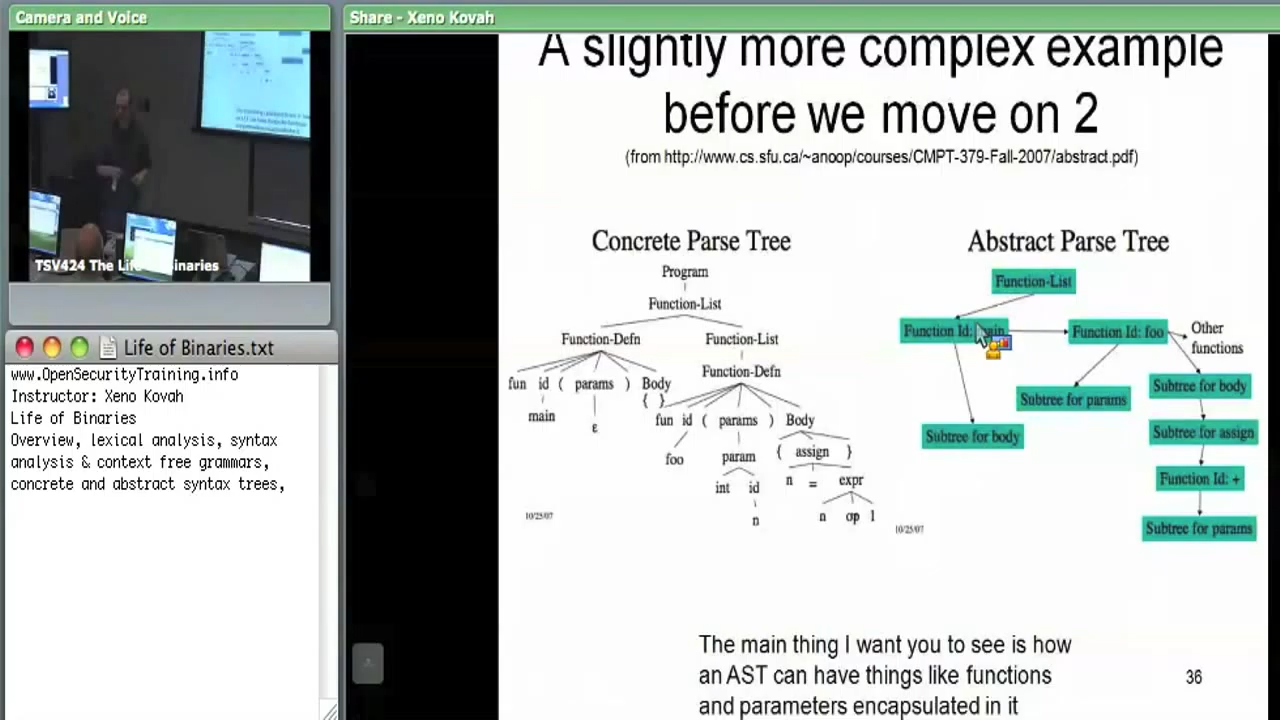 Camera and Voice
TSV424 The Life Binaries
Life of Binaries.txt
www.OpenSecurityTraining.info
Instructor: Xeno Kovah
Life of Binaries
Overview, lexical analysis, syntax
analysis & context free grammars,
concrete and abstract syntax trees,
Share - Xeno Kovah
A slightly more complex example
before we move on 2
(from http://www.cs.sfu.ca/~anoop/courses/CMPT-379-Fall-2007/abstract.pdf)
Concrete Parse Tree
Program
Function-List
Function-Defn Function-List
Function-Defn
fun id ( params ) Body
{ }
main
ε
fun id ( params ) Body
foo param { assign }
int id n = expr
n n op 1
10/25/07
Abstract Parse Tree
Function-List
Function Id: main Function Id: foo Other
functions
Subtree for params Subtree for body
Subtree for body Subtree for assign
Function Id: +
Subtree for params
10/25/07
The main thing I want you to see is how
an AST can have things like functions
and parameters encapsulated in it
36